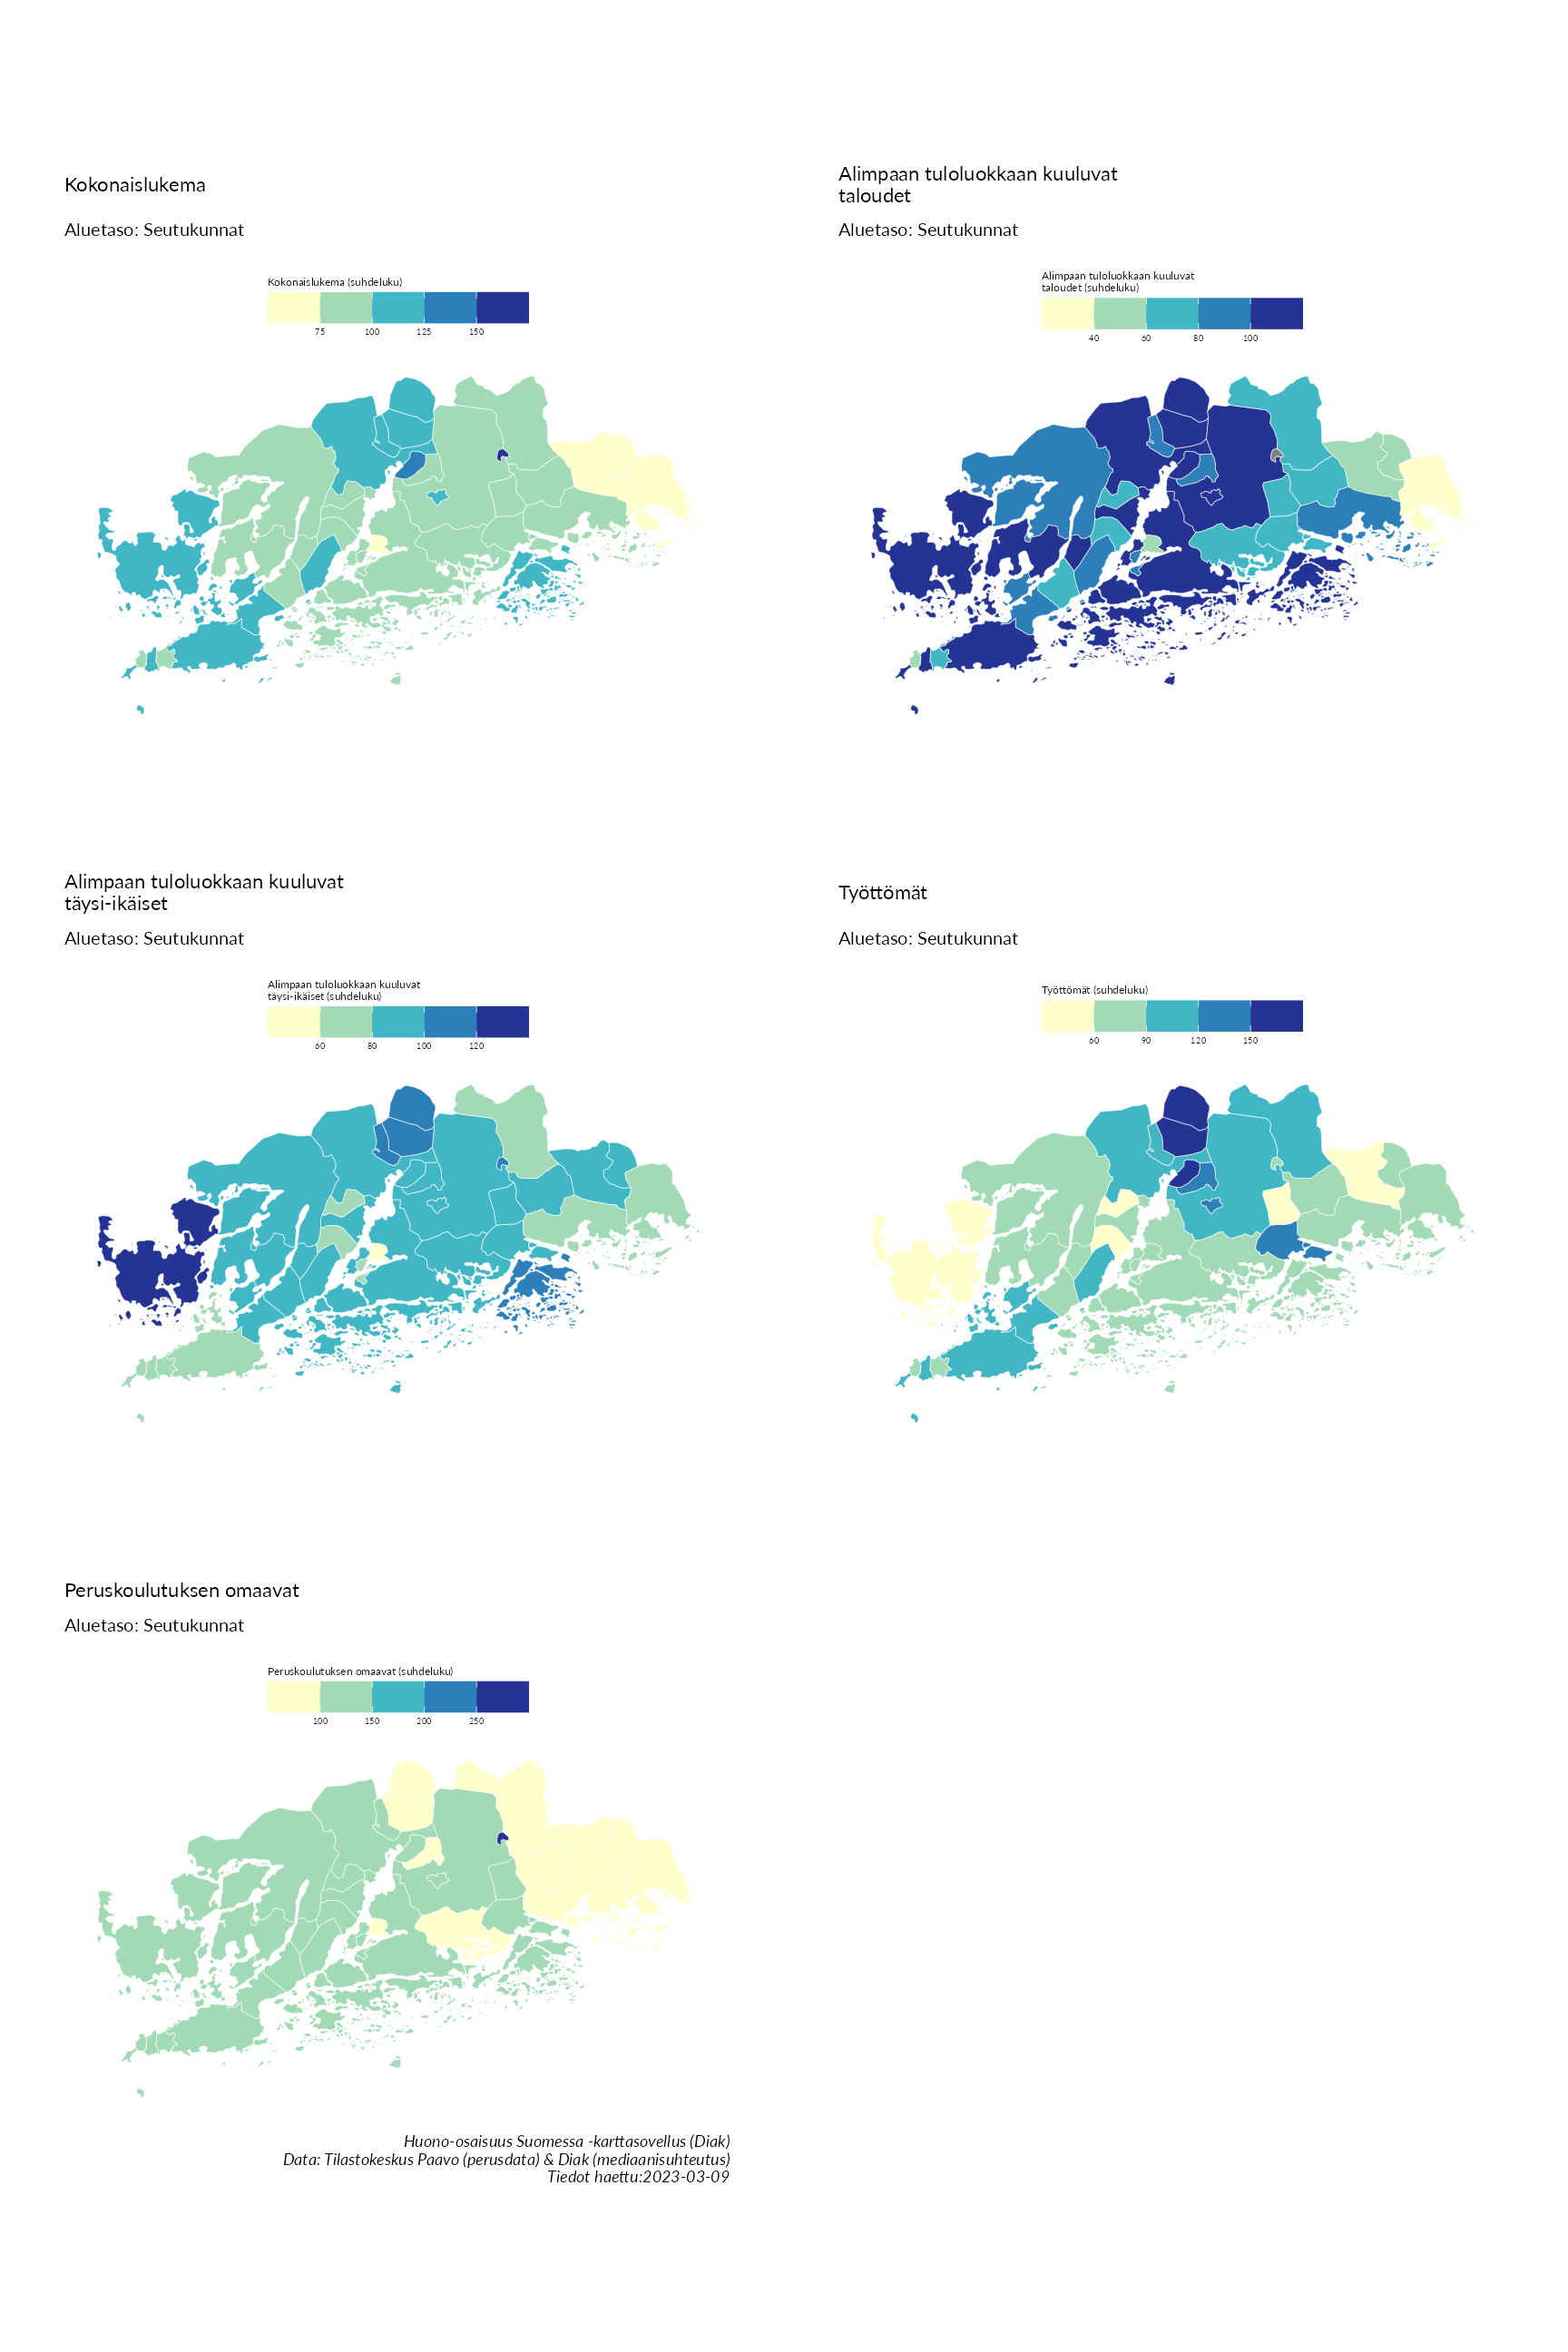 Kokonaislukema
Aluetaso: Seutukunnat
Kokonaislukema (suhdeluku)
75 100 125 150
Alimpaan tuloluokkaan kuuluvat
taloudet
Aluetaso: Seutukunnat
Alimpaan tuloluokkaan kuuluvat
taloudet (suhdeluku)
40 60 80 100
Alimpaan tuloluokkaan kuuluvat
täysi-ikäiset
Aluetaso: Seutukunnat
Alimpaan tuloluokkaan kuuluvat
täysi-ikäiset (suhdeluku)
60 80 100 120
Työttömät
Aluetaso: Seutukunnat
Työttömät (suhdeluku)
60 90 120 150
Peruskoulutuksen omaavat
Aluetaso: Seutukunnat
Peruskoulutuksen omaavat (suhdeluku)
100 150 200 250
Huono-osaisuus Suomessa -karttasovellus (Diak)
Data: Tilastokeskus Paavo (perusdata) & Diak (mediaanisuhteutus)
Tiedot haettu:2023-03-09